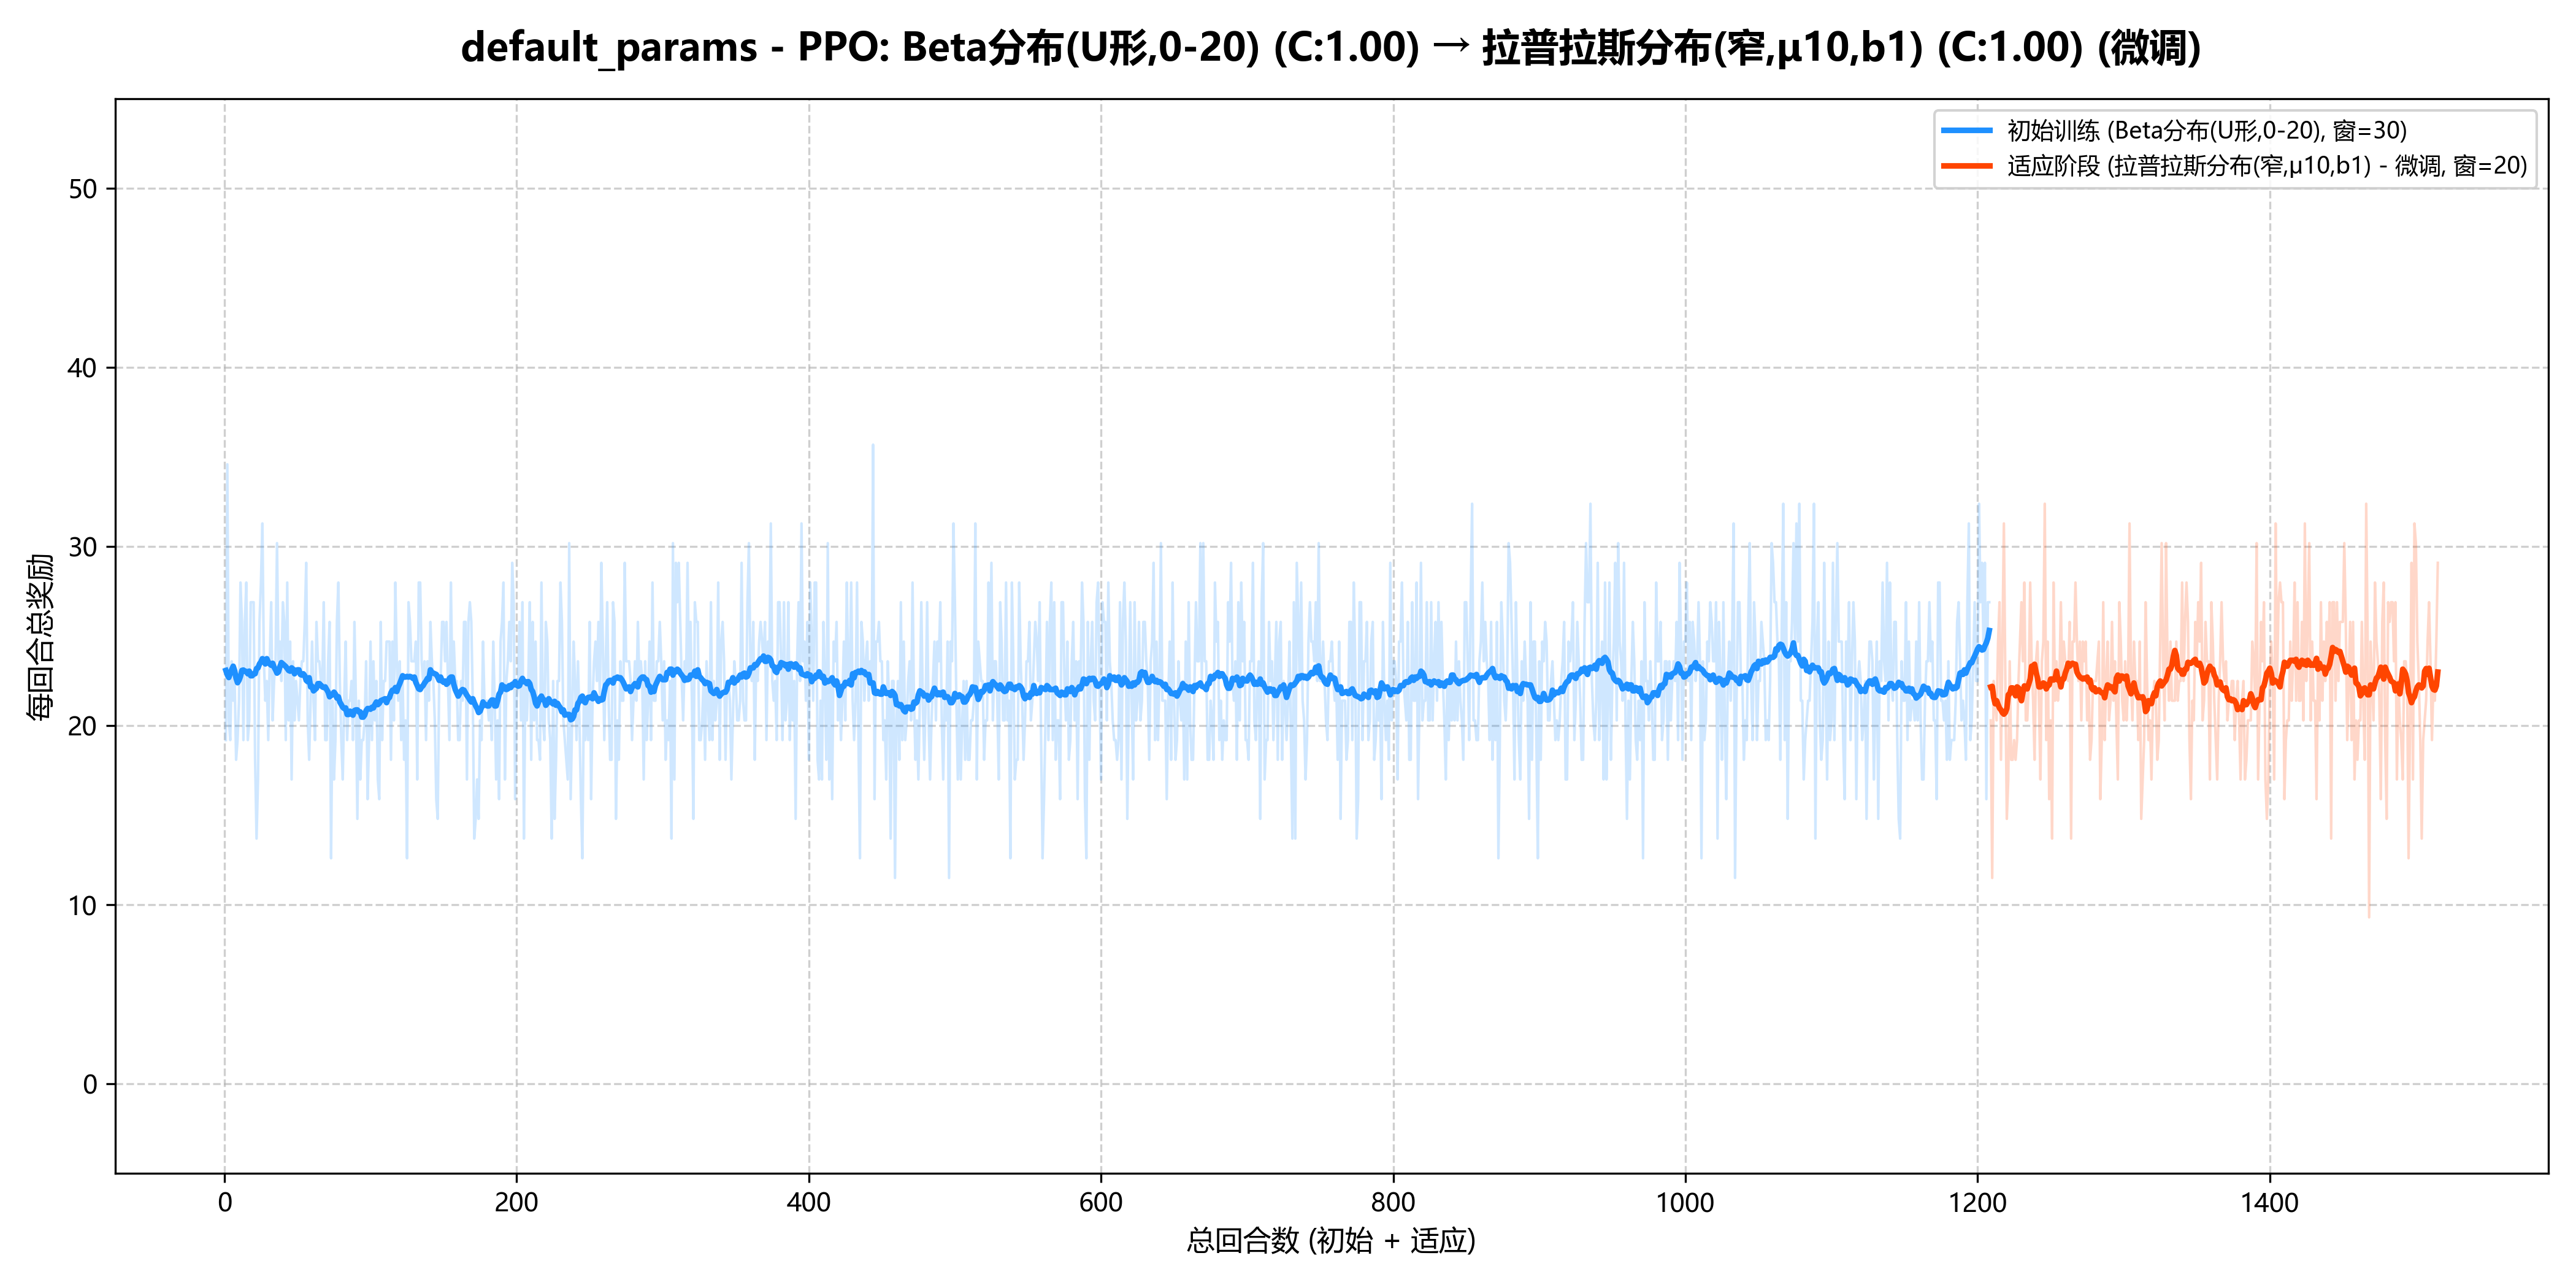 default_params - PPO: Beta分布(U形,0-20) (C:1.00) → 拉普拉斯分布(窄,μ10,b1) (C:1.00) (微调)
初始训练 (Beta分布(U形,0-20), 窗=30)
适应阶段 (拉普拉斯分布(窄,μ10,b1) - 微调, 窗=20)
每回合总奖励
50
40
30
20
10
0
0 200 400 600 800 1000 1200 1400
总回合数 (初始 + 适应)